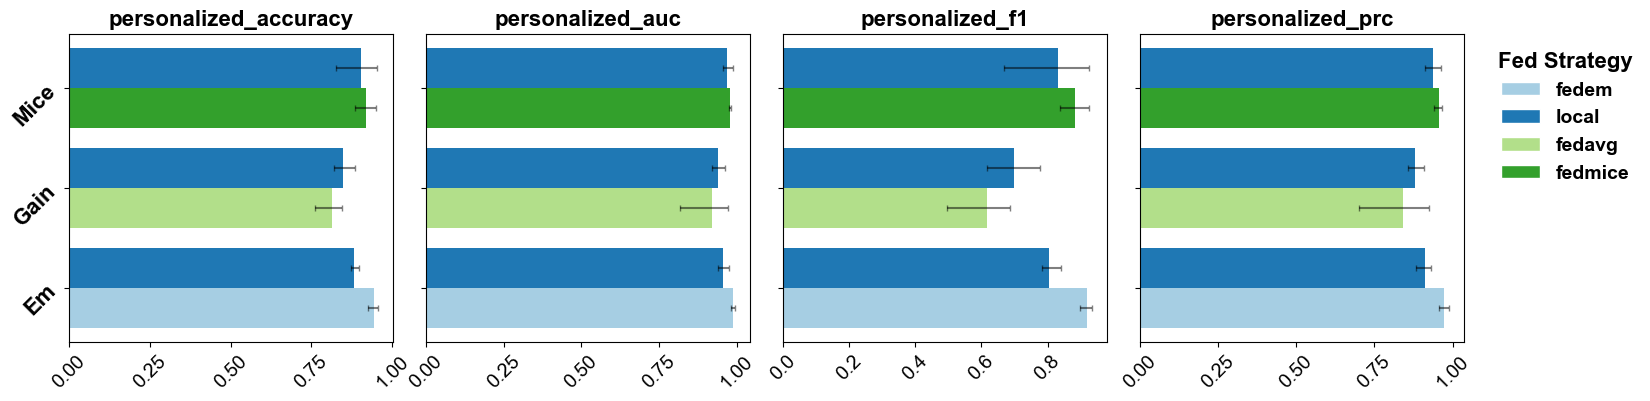 personalized_accuracy personalized_auc personalized_f1 personalized_prc
Fed Strategy
fedem
local
fedavg
fedmice
Mice
Gain
Em
0.00 0.25 0.50 0.75 1.00 0.00 0.25 0.50 0.75 1.00 0.0 0.2 0.4 0.6 0.8 0.00 0.25 0.50 0.75 1.00